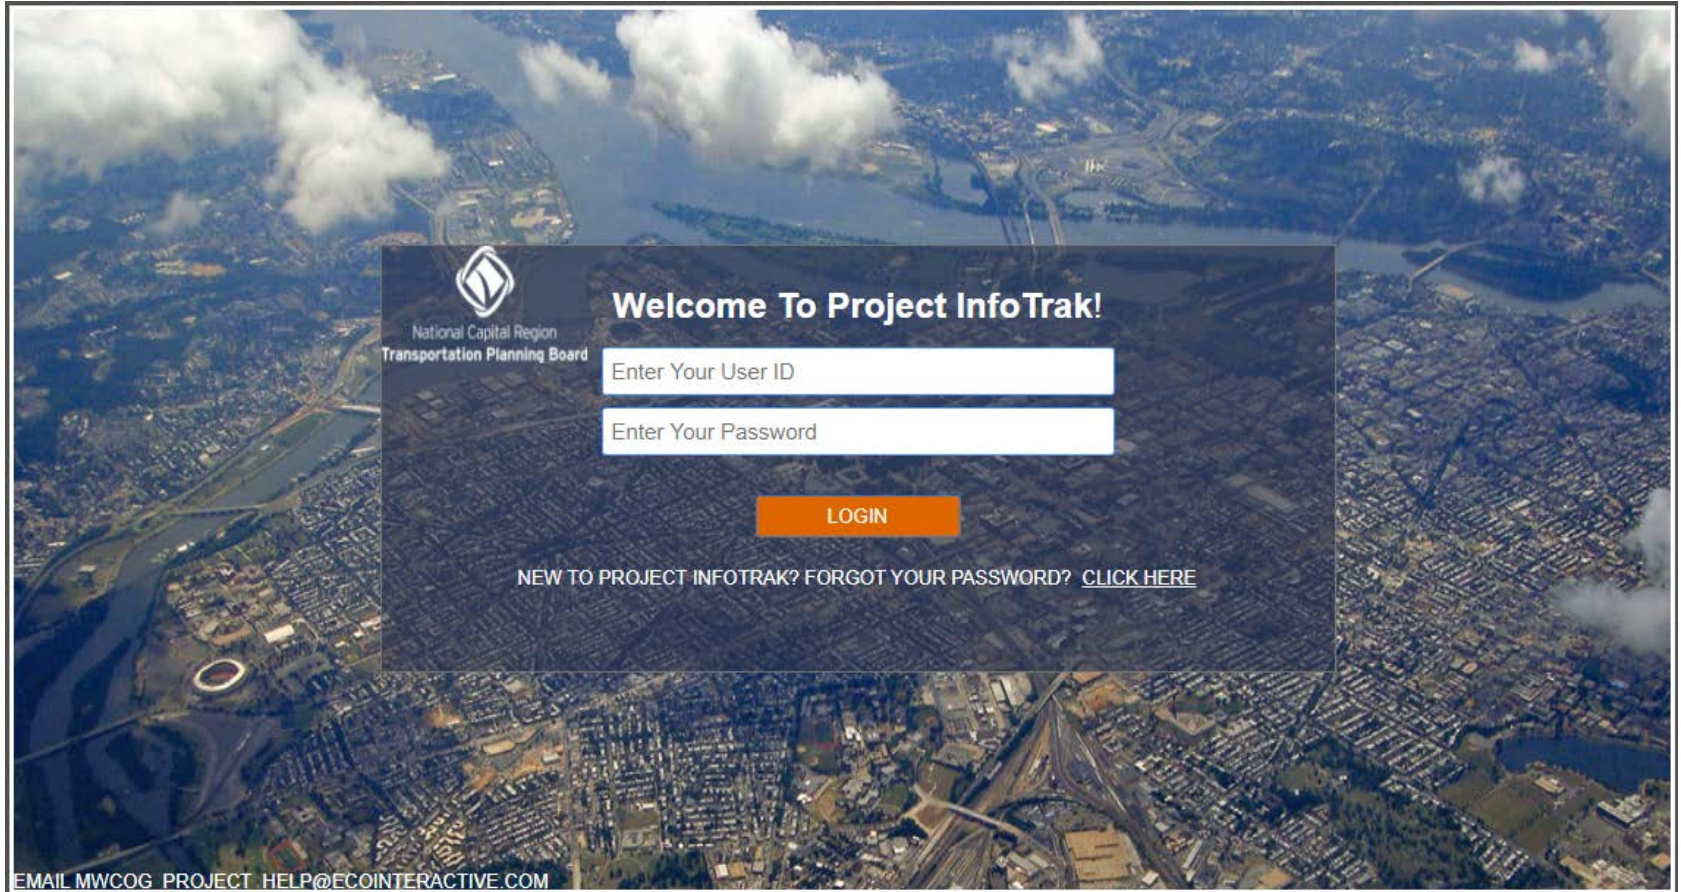 National Capital Region
Transportation Planning Board
Welcome To Project InfoTrak!
Enter Your User ID
Enter Your Password
LOGIN
NEW TO PROJECT INFOTRAK? FORGOT YOUR PASSWORD? CLICK HERE
EMAIL MWCOG_PROJECT_HELP@ECOINTERACTIVE.COM